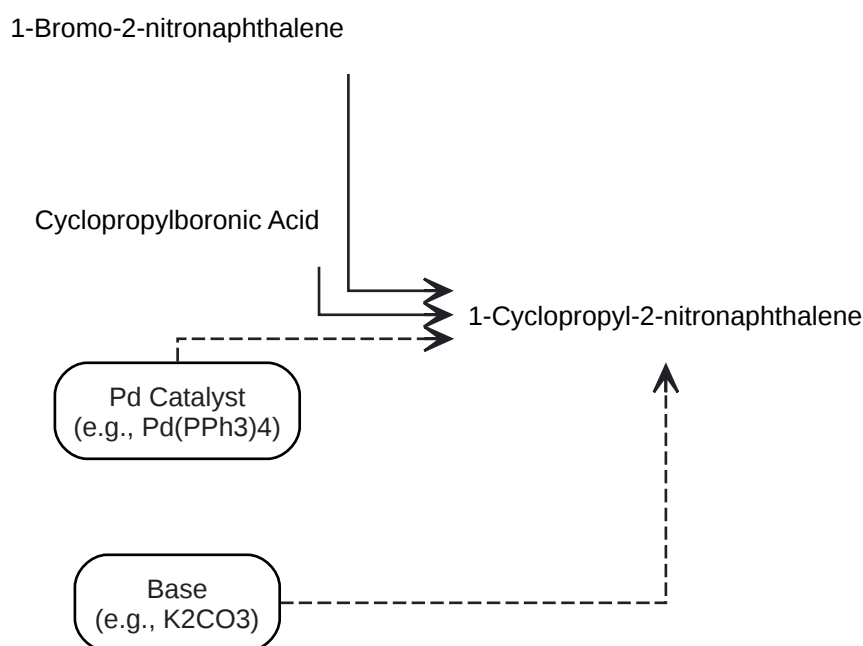 1-Bromo-2-nitronaphthalene
Cyclopropylboronic Acid
1-Cyclopropyl-2-nitronaphthalene
Pd Catalyst
(e.g., Pd(PPh3)4)
Base
(e.g., K2CO3)